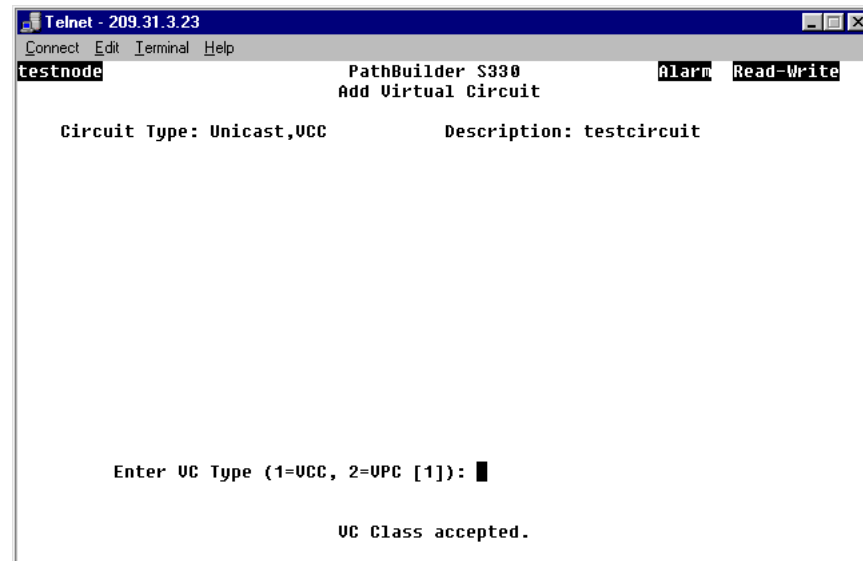 Telnet - 209.31.3.23
Connect Edit Terminal Help
testnode PathBuilder S330 Alarm Read-Write
Add Virtual Circuit
Circuit Type: Unicast,VCC Description: testcircuit
Enter VC Type (1=VCC, 2=VPC [1]):
VC Class accepted.